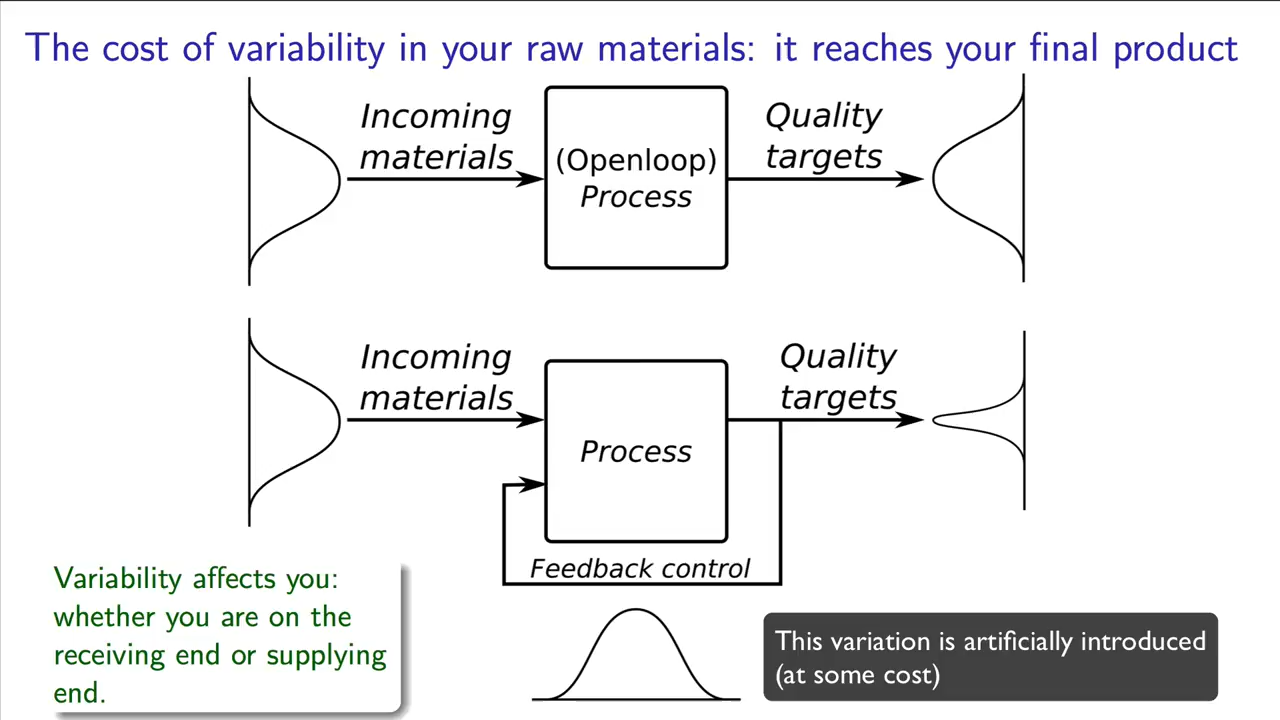 The cost of variability in your raw materials: it reaches your final product
Incoming
materials
(Openloop)
Process
Quality
targets
Incoming
materials
Process
Quality
targets
Feedback control
Variability affects you:
whether you are on the
receiving end or supplying
end.
This variation is artificially introduced
(at some cost)